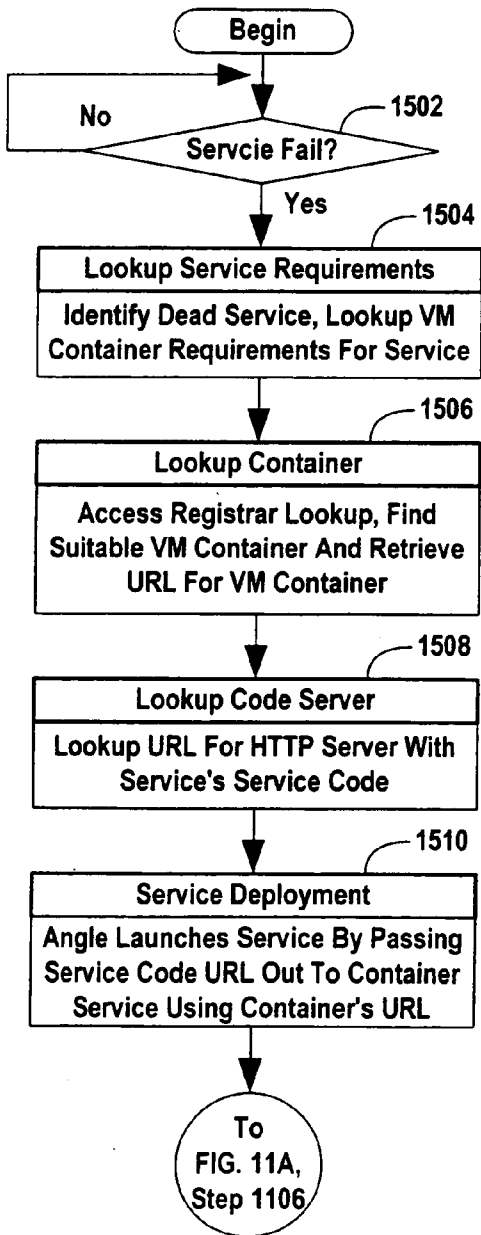 Begin
No
1502
Servcie Fail?
Yes
1504
Lookup Service Requirements
Identify Dead Service, Lookup VM
Container Requirements For Service
1506
Lookup Container
Access Registrar Lookup, Find
Suitable VM Container And Retrieve
URL For VM Container
1508
Lookup Code Server
Lookup URL For HTTP Server With
Service's Service Code
1510
Service Deployment
Angle Launches Service By Passing
Service Code URL Out To Container
Service Using Container's URL
To
FIG. 11A,
Step 1106